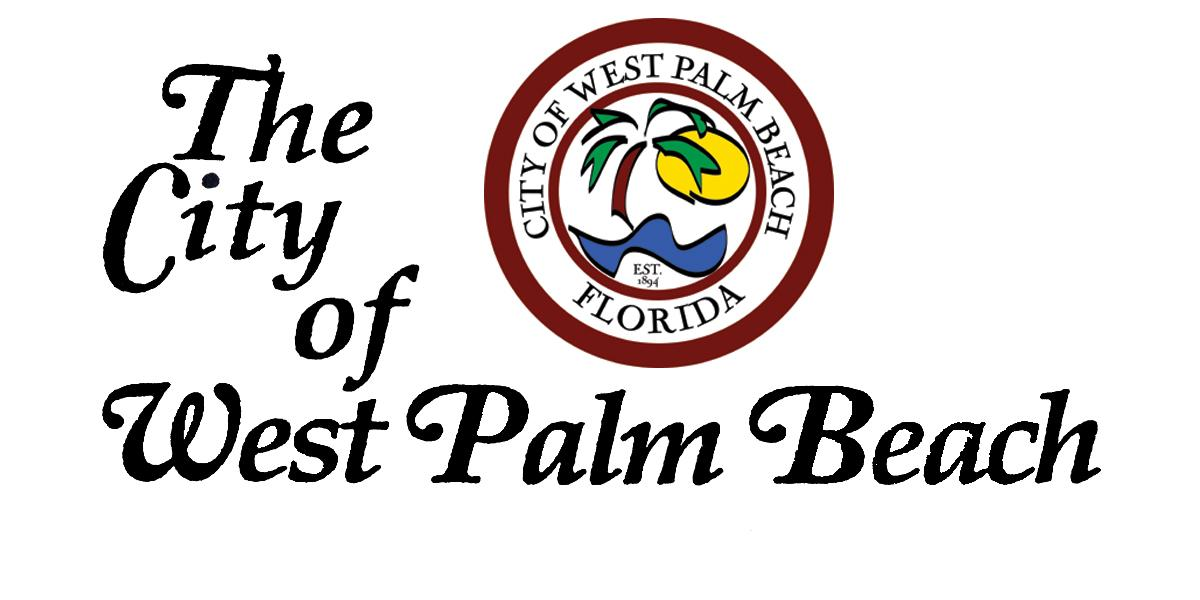 The
City
of
West Palm Beach
CITY OF WEST PALM BEACH
EST.
1894
FLORIDA